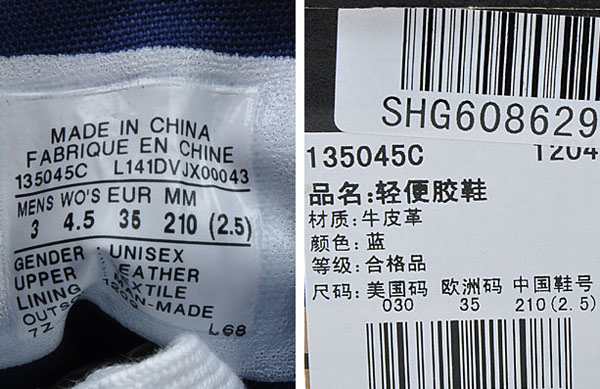 MADE IN CHINA
FABRIQUE EN CHINE
135045C L141DVJX00043
MENS WO'S EUR MM
3 4.5 35 210 (2.5)
GENDER : UNISEX
UPPER
LINING
72
L68
SHG608629
135045C 1204
品名:轻便胶鞋
材质:牛皮革
颜色:蓝
等级:合格品
尺码: 美国码 欧洲码 中国鞋号
030 35 210(2.5)